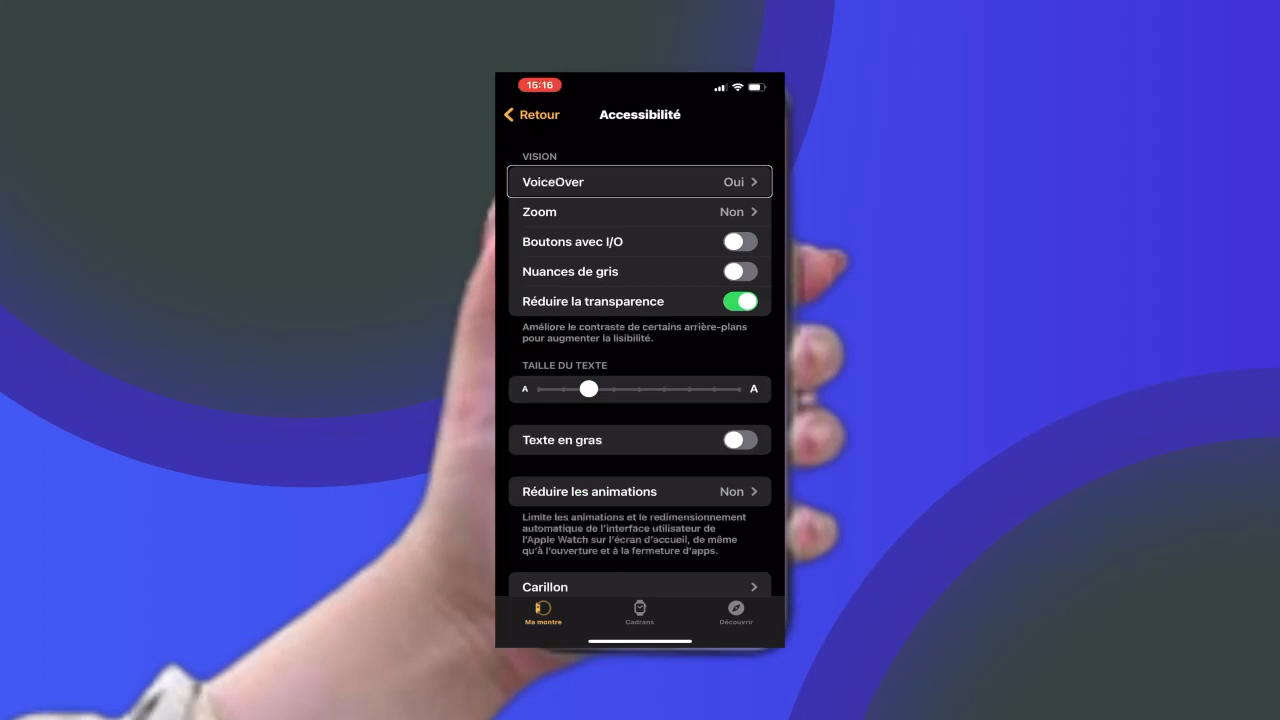 15:16
Retour
Accessibilité
VISION
VoiceOver
Oui
Zoom
Non
Boutons avec I/O
Nuances de gris
Réduire la transparence
Améliore le contraste de certains arrière-plans
pour augmenter la lisibilité.
TAILLE DU TEXTE
A
A
Texte en gras
Réduire les animations
Non
Limite les animations et le redimensionnement
automatique de l'interface utilisateur de
l'Apple Watch sur l'écran d'accueil, de même
qu'à l'ouverture et à la fermeture d'apps.
Carillon
Ma montre
Cadrans
Découvrir